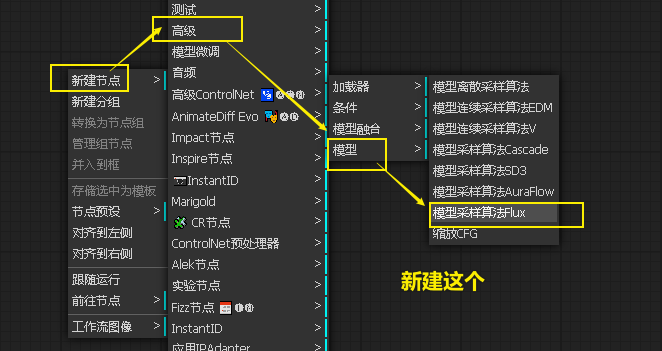 新建节点 >
新建分组
转换为节点组
管理组节点
并入到框
存储选中为模板
节点预设 >
对齐到左侧
对齐到右侧
跟随运行
前往节点 >
工作流图像 >
测试 >
高级 >
模型微调 >
音频 >
高级ControlNet >
AnimateDiff Evo >
Impact节点 >
Inspire节点 >
InstantID >
Marigold >
CR节点 >
ControlNet预处理器 >
Alek节点 >
实验节点 >
Fizz节点 >
InstantID >
应用IPAdapter >
加载器 >
条件 >
模型融合 >
模型 >
模型离散采样算法
模型连续采样算法EDM
模型连续采样算法V
模型采样算法Cascade
模型采样算法SD3
模型采样算法AuraFlow
模型采样算法Flux
缩放CFG
新建这个